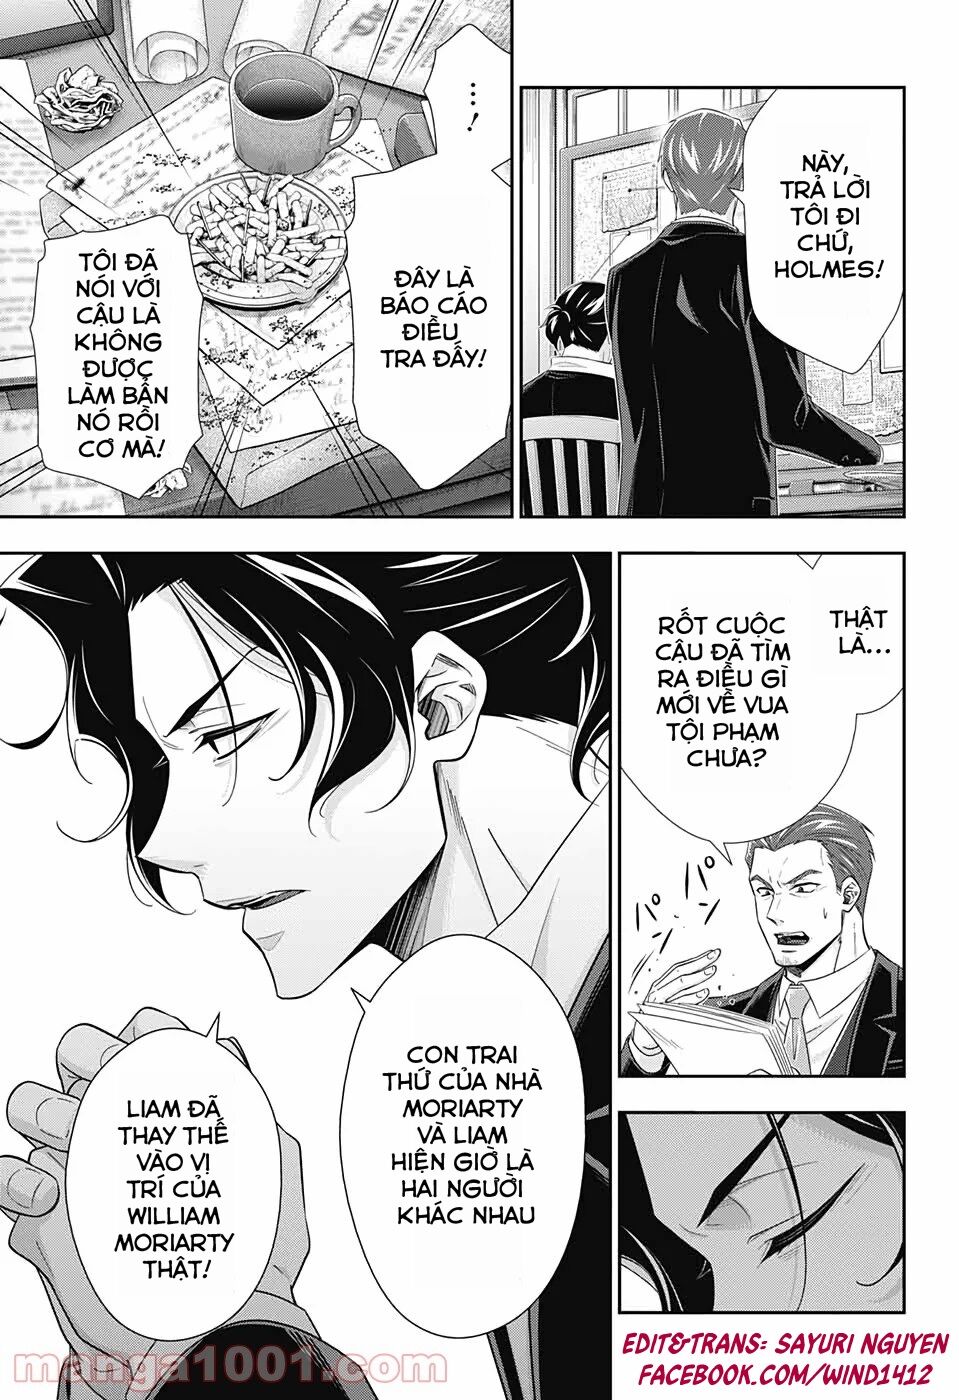 NÀY,
TRẢ LỜI
TÔI ĐI
CHỨ,
HOLMES!
...!
ĐÂY LÀ
BÁO CÁO
ĐIỀU
TRA ĐẤY!
TÔI ĐÃ
NÓI VỚI
CẬU LÀ
KHÔNG
ĐƯỢC
LÀM BẨN
NÓ RỒI
CƠ MÀ!
THẬT
LÀ...
RỐT CUỘC
CẬU ĐÃ TÌM
RA ĐIỀU GÌ
MỚI VỀ VUA
TỘI PHẠM
CHƯA?
パパン
CON TRAI
THỨ CỦA NHÀ
MORIARTY
VÀ LIAM
HIỆN GIỜ LÀ
HAI NGƯỜI
KHÁC NHAU
LIAM ĐÃ
THAY THẾ
VÀO VỊ
TRÍ CỦA
WILLIAM
MORIARTY
THẬT!
EDIT&TRANS: SAYURI NGUYEN
FACEBOOK.COM/WIND1412
manga1001.com